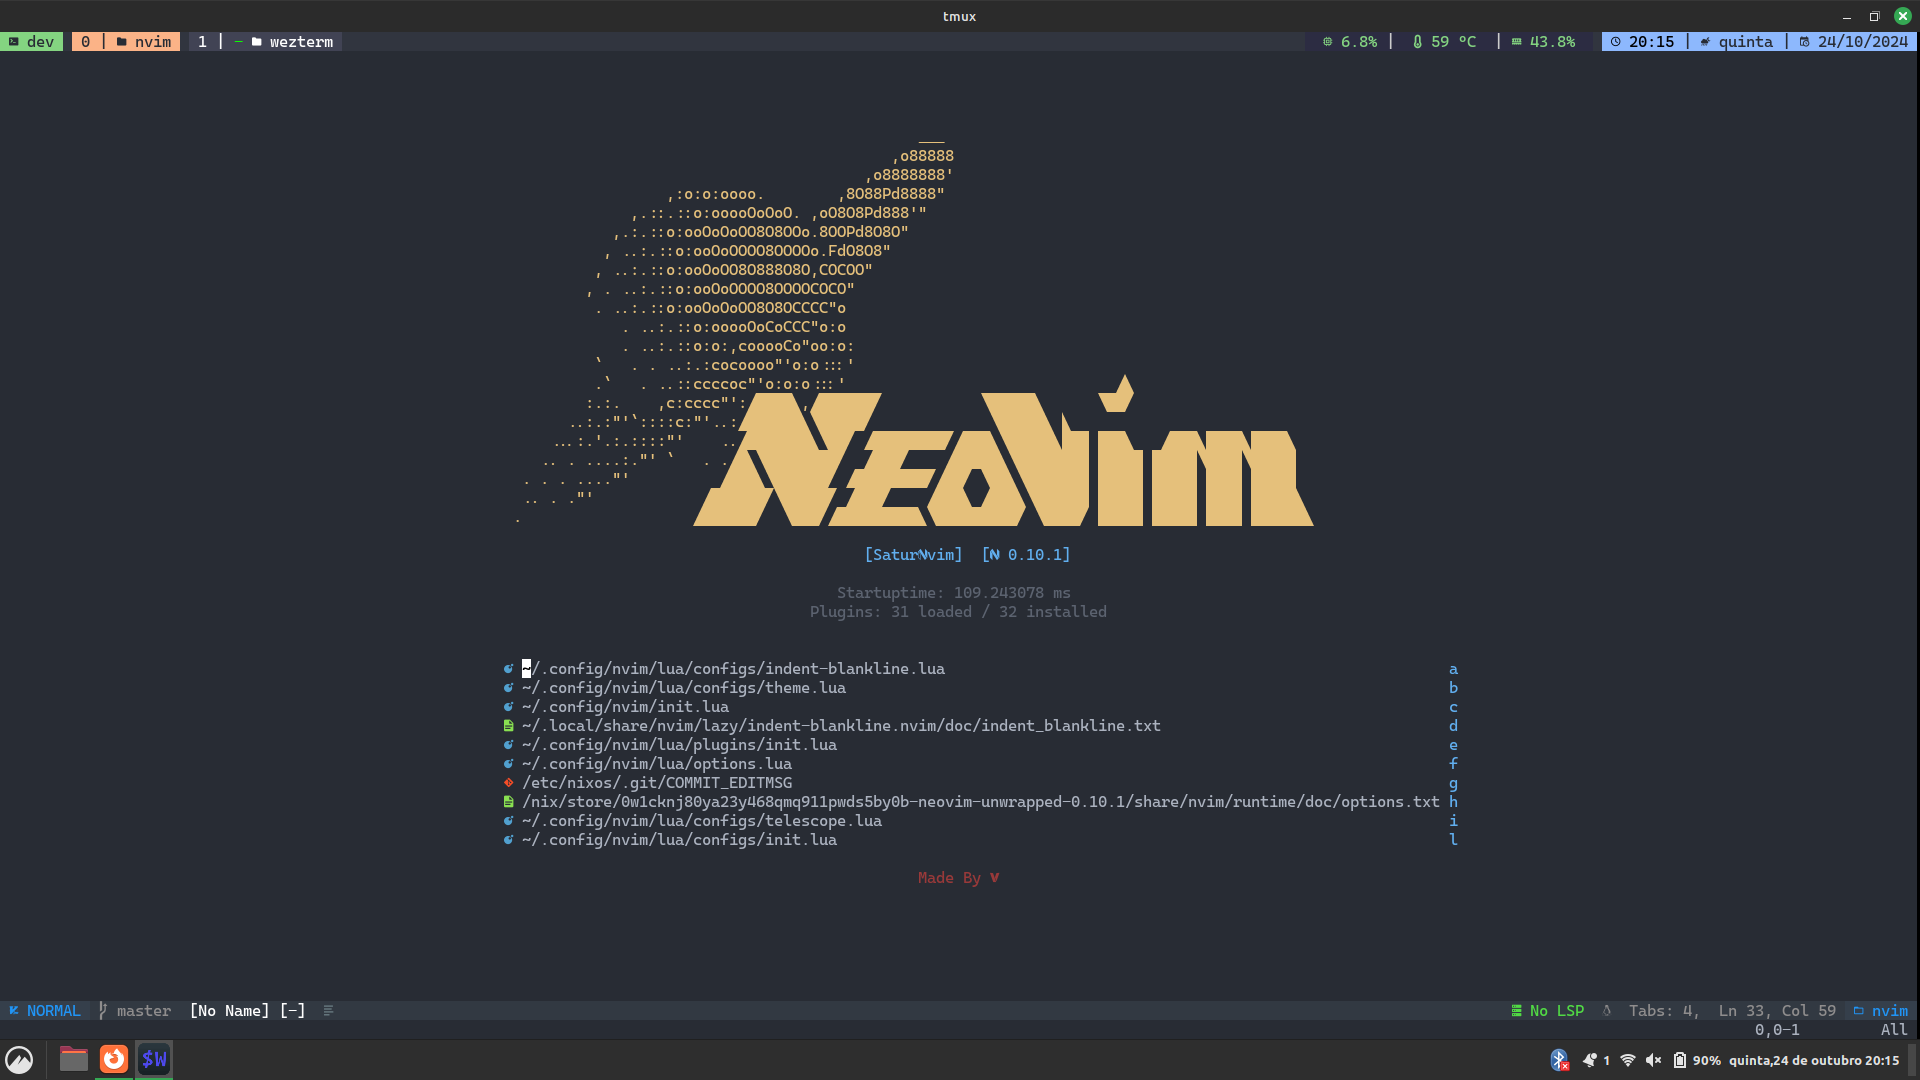 tmux
dev 0 | nvim 1 | − wezterm 6.8% | 59 °C | 43.8% 20:15 | quinta | 24/10/2024
___
,o88888
,o8888888'
,:o:o:oooo.        ,8O88Pd8888"
,.::.::o:ooooOoOoO. ,oO8O8Pd888'"
,.:.::o:ooOoOoOO8O8OOo.8OOPd8O8O"
, ..:.::o:ooOoOOOO8OOOOo.FdO8O8"
, ..:.::o:ooOoOO8O888O8O,COCOO"
, . ..:.::o:ooOoOOOO8OOOOCOCO"
. ..:.::o:ooOoOoOO8O8OCCCC"o
. ..:.::o:ooooOoCoCCC"o:o
. ..:.::o:o:,cooooCo"oo:o:
`   . . ..:.:cocoooo"'o:o:::'
.`   . ..::ccccoc"'o:o:o:::'
:.:.    ,c:cccc"':        ,
..:.:"'`::::c:"'..:
...:.'.:.::::"'    ..
.. . ....:."' `   . .
. . . ...."'
.. . ."'
.
NEOVim
[SaturNvim]  [N 0.10.1]
Startuptime: 109.243078 ms
Plugins: 31 loaded / 32 installed
~/.config/nvim/lua/configs/indent-blankline.lua a
~/.config/nvim/lua/configs/theme.lua b
~/.config/nvim/init.lua c
~/.local/share/nvim/lazy/indent-blankline.nvim/doc/indent_blankline.txt d
~/.config/nvim/lua/plugins/init.lua e
~/.config/nvim/lua/options.lua f
/etc/nixos/.git/COMMIT_EDITMSG g
/nix/store/0w1cknj80ya23y468qmq911pwds5by0b-neovim-unwrapped-0.10.1/share/nvim/runtime/doc/options.txt h
~/.config/nvim/lua/configs/telescope.lua i
~/.config/nvim/lua/configs/init.lua l
Made By
NORMAL master [No Name] [-] No LSP Tabs: 4, Ln 33, Col 59 nvim
0,0-1 All
$W 1 90% quinta,24 de outubro 20:15